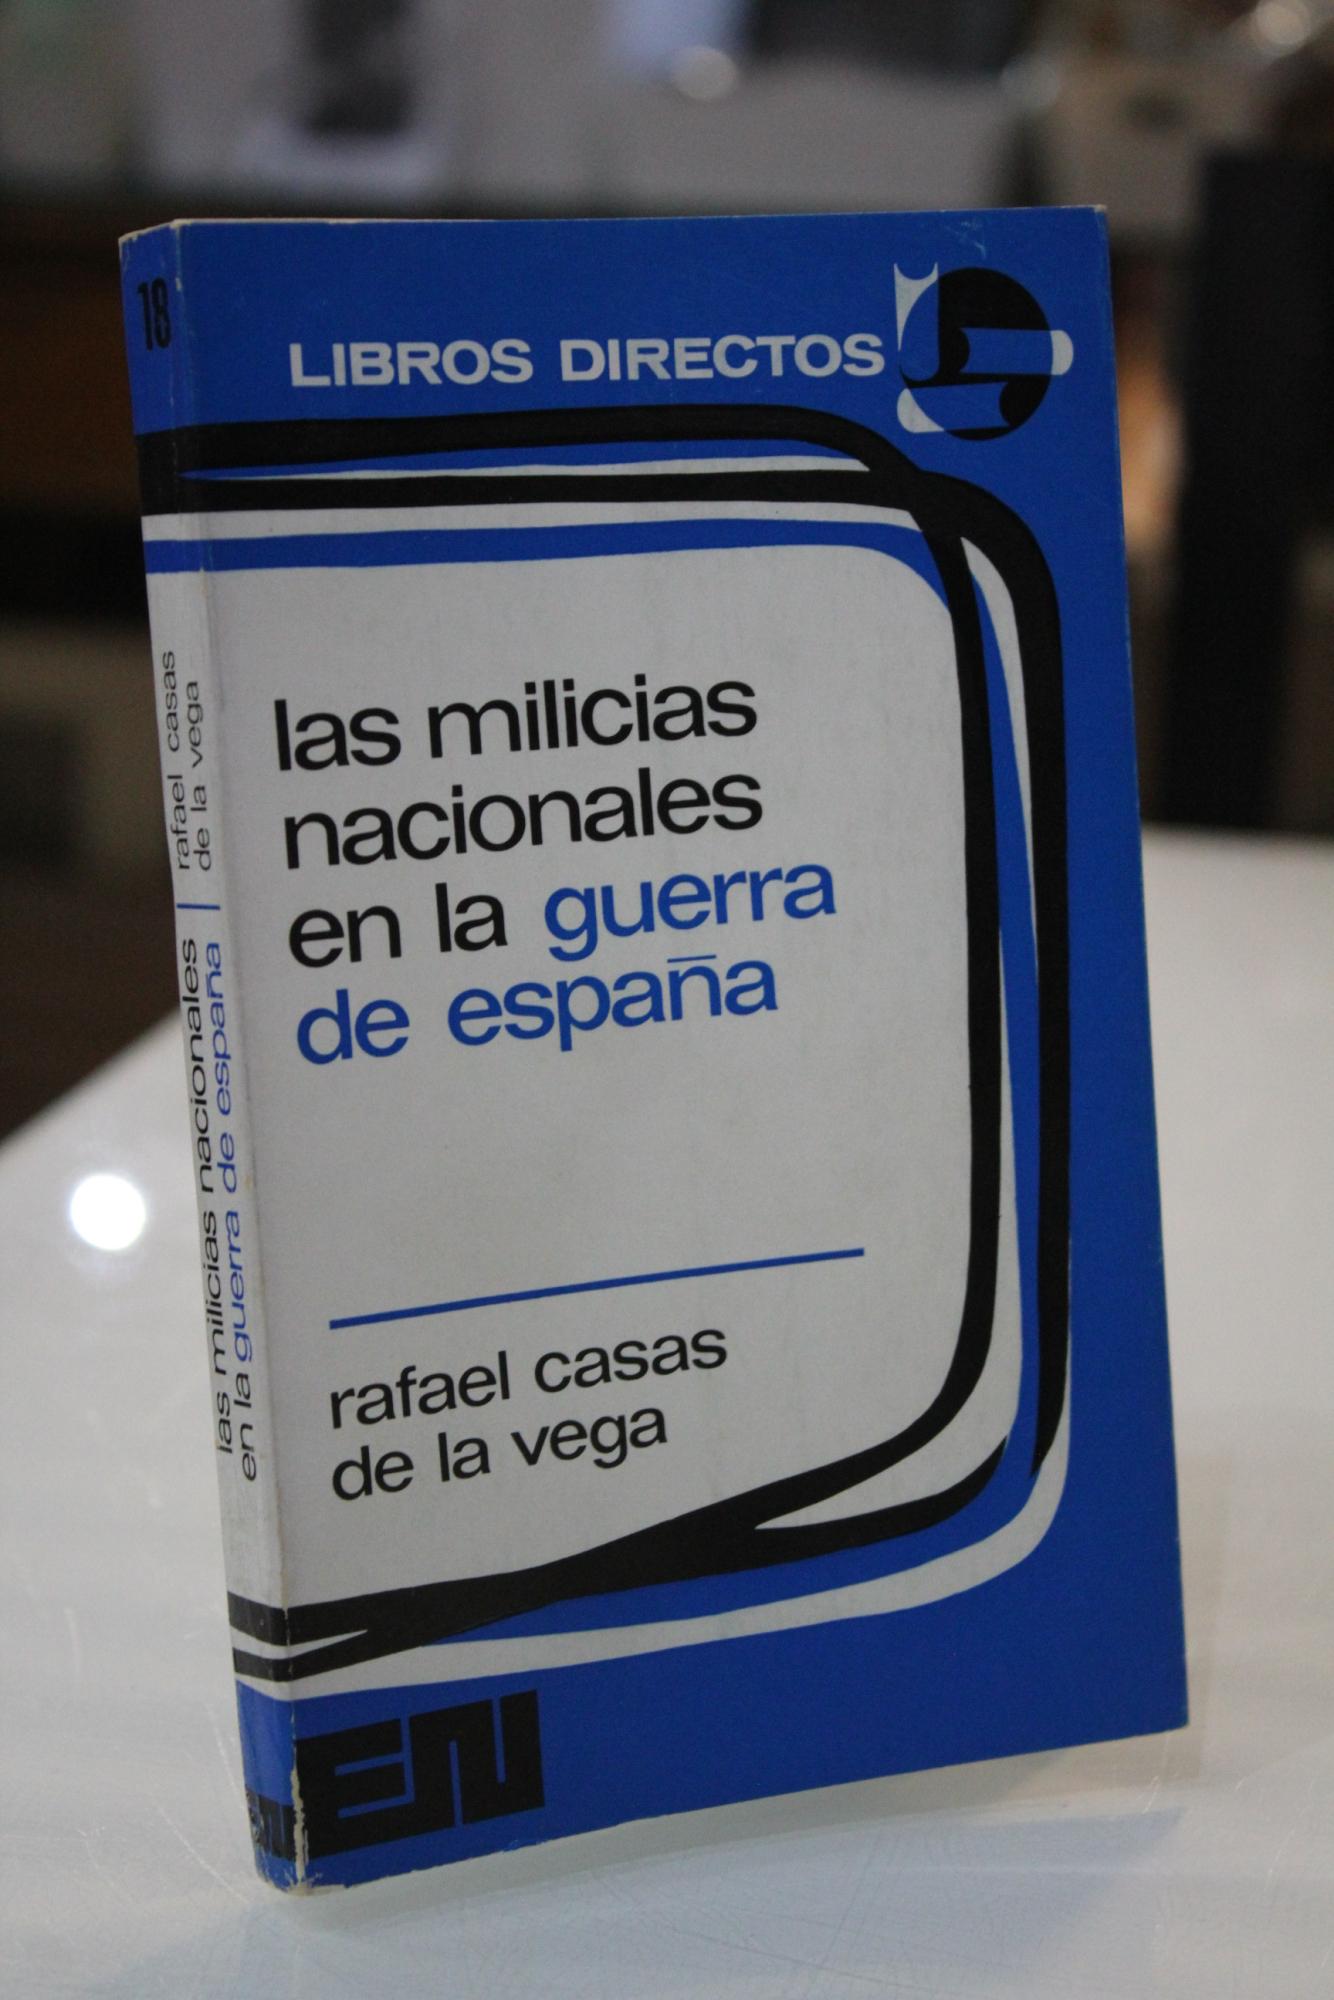 LIBROS DIRECTOS
las milicias
nacionales
en la guerra
de españa
rafael casas
de la vega
EN
18
las milicias nacionales | rafael casas
en la guerra de españa | de la vega
EN